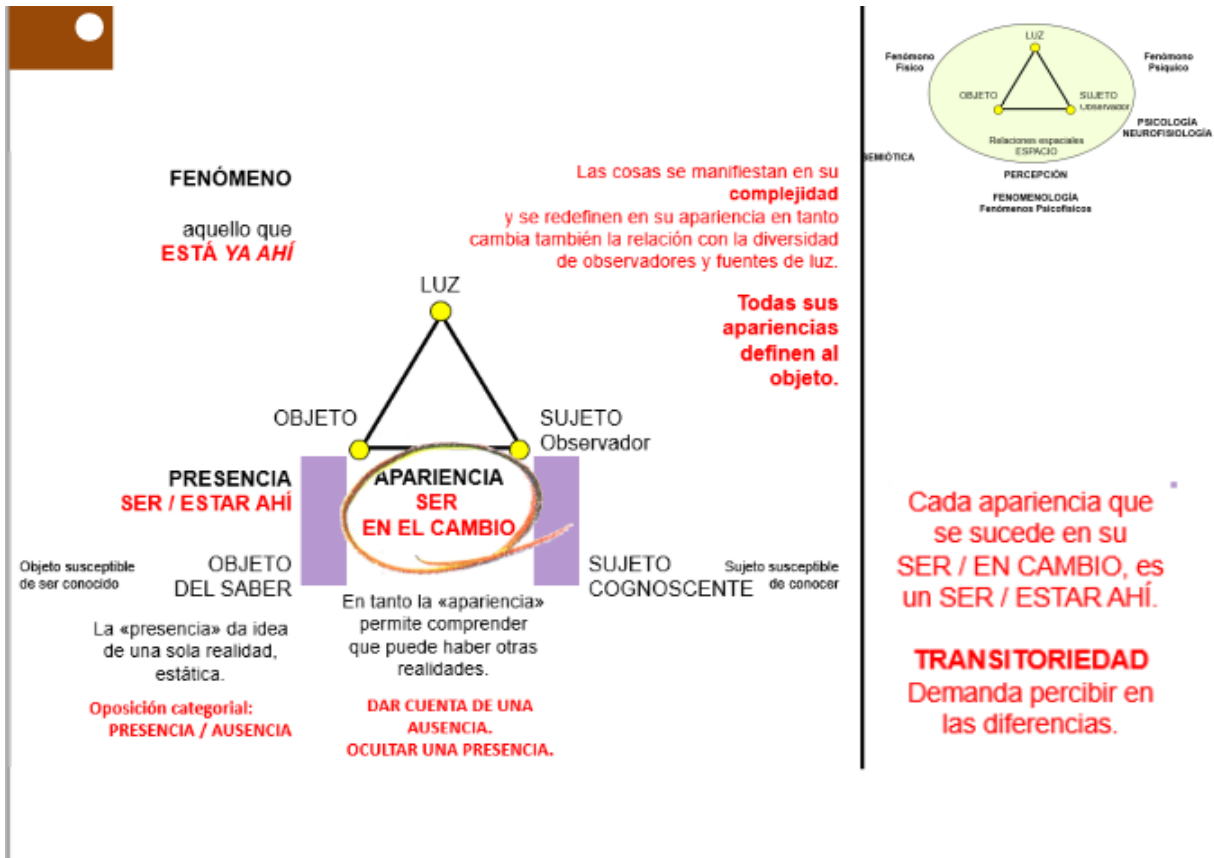 FENÓMENO
aquello que
ESTÁ YA AHÍ
Las cosas se manifiestan en su
complejidad
y se redefinen en su apariencia en tanto
cambia también la relación con la diversidad
de observadores y fuentes de luz.
Todas sus
apariencias
definen al
objeto.
LUZ
OBJETO
SUJETO
Observador
PRESENCIA
SER / ESTAR AHÍ
APARIENCIA
SER
EN EL CAMBIO
Objeto susceptible
de ser conocido
OBJETO
DEL SABER
SUJETO
COGNOSCENTE
Sujeto susceptible
de conocer
La «presencia» da idea
de una sola realidad,
estática.
Oposición categorial:
PRESENCIA / AUSENCIA
En tanto la «apariencia»
permite comprender
que puede haber otras
realidades.
DAR CUENTA DE UNA
AUSENCIA.
OCULTAR UNA PRESENCIA.
Fenómono
Físico
LUZ
Fenómono
Psíquico
OBJETO
SUJETO
Observador
PSICOLOGÍA
NEUROFISIOLOGÍA
Relaciones espaciales
ESPACIO
SEMIÓTICA
PERCEPCIÓN
FENOMENOLOGÍA
Fenómenos Psicofísicos
Cada apariencia que
se sucede en su
SER / EN CAMBIO, es
un SER / ESTAR AHÍ.
TRANSITORIEDAD
Demanda percibir en
las diferencias.